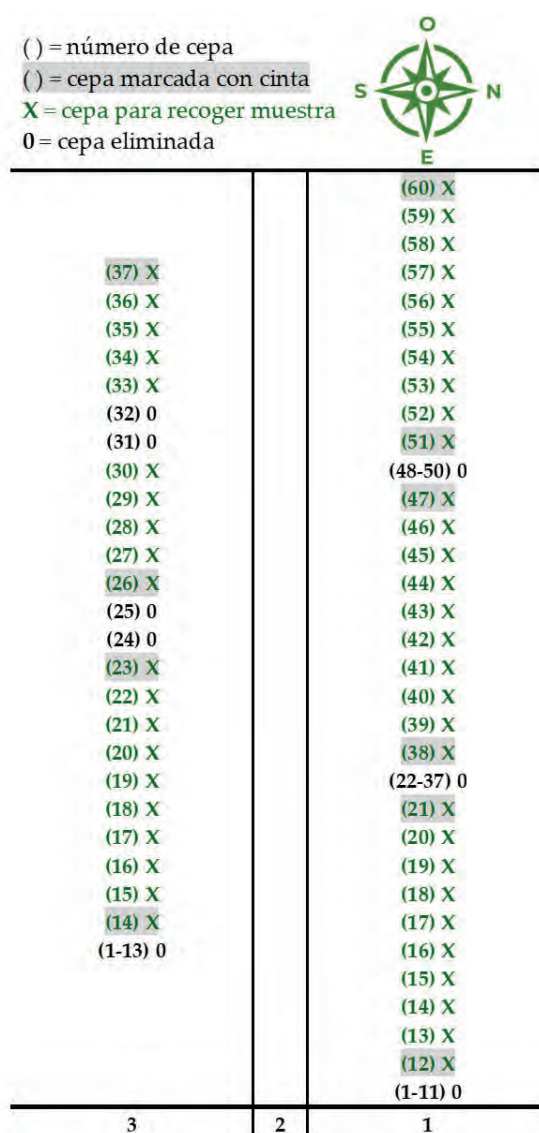 ( ) = número de cepa
( ) = cepa marcada con cinta
X = cepa para recoger muestra
0 = cepa eliminada
O
S N
E
(60) X
(59) X
(58) X
(37) X (57) X
(36) X (56) X
(35) X (55) X
(34) X (54) X
(33) X (53) X
(32) 0 (52) X
(31) 0 (51) X
(30) X (48-50) 0
(29) X (47) X
(28) X (46) X
(27) X (45) X
(26) X (44) X
(25) 0 (43) X
(24) 0 (42) X
(23) X (41) X
(22) X (40) X
(21) X (39) X
(20) X (38) X
(19) X (22-37) 0
(18) X (21) X
(17) X (20) X
(16) X (19) X
(15) X (18) X
(14) X (17) X
(1-13) 0 (16) X
(15) X
(14) X
(13) X
(12) X
(1-11) 0
3 2 1